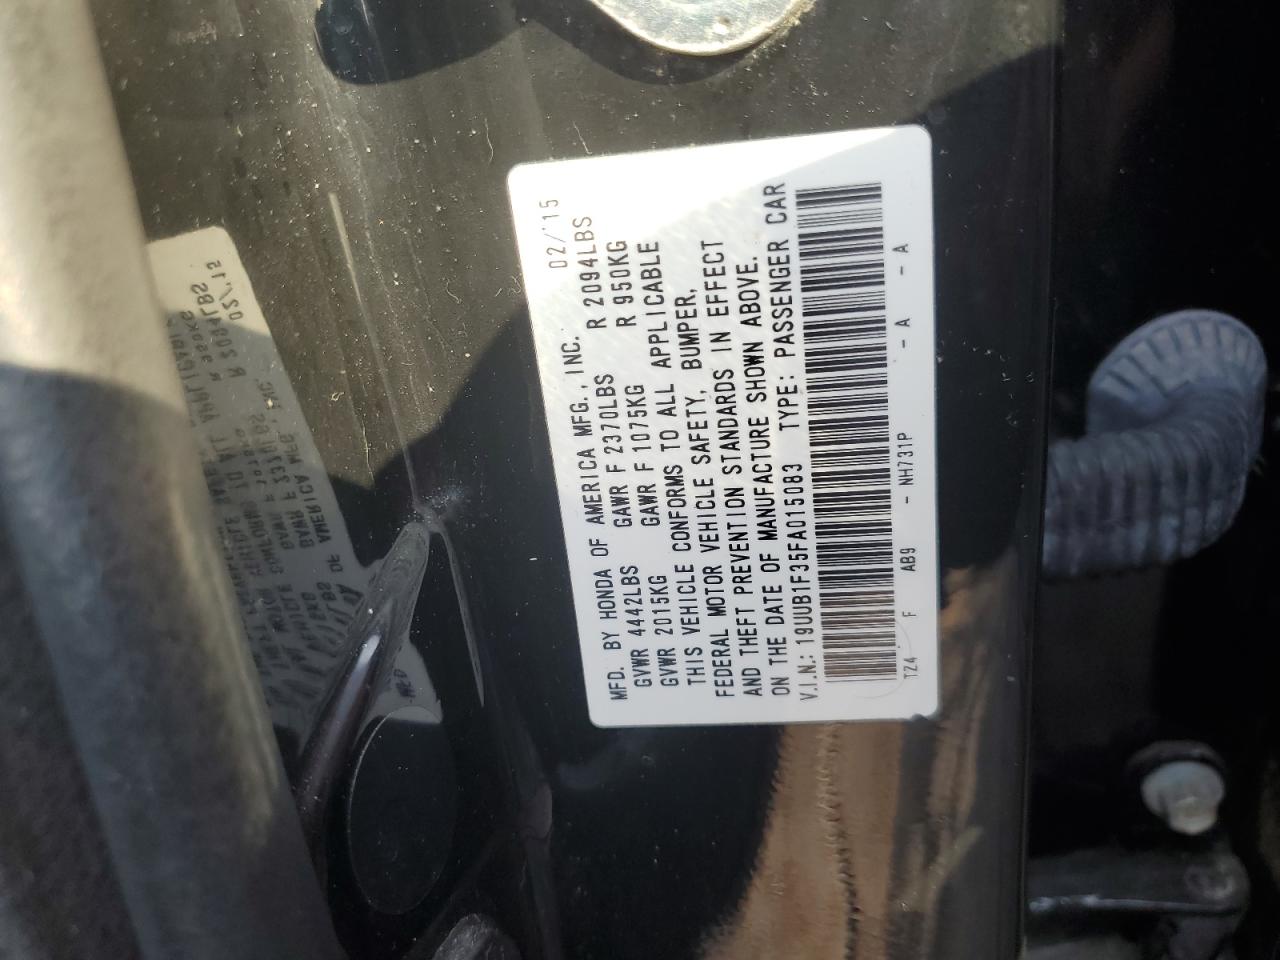 02/'15
MFD. BY HONDA OF AMERICA MFG., INC.
GVWR 4442LBS GAWR F 2370LBS R 2094LBS
GVWR 2015KG GAWR F 1075KG R 950KG
THIS VEHICLE CONFORMS TO ALL APPLICABLE
FEDERAL MOTOR VEHICLE SAFETY, BUMPER,
AND THEFT PREVENTION STANDARDS IN EFFECT
ON THE DATE OF MANUFACTURE SHOWN ABOVE.
V.I.N.: 19UUB1F35FA015083 TYPE: PASSENGER CAR
TZ4 F AB9 - NH731P - A - A